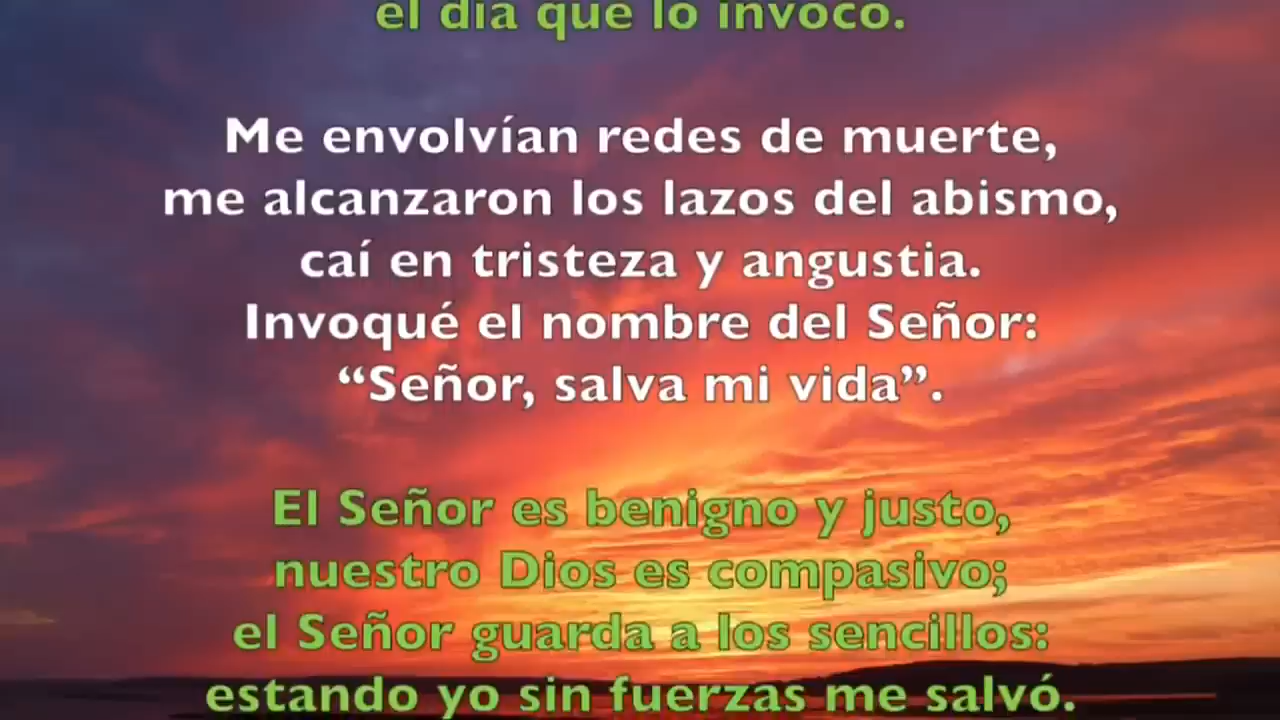 el día que lo invoco.
Me envolvían redes de muerte,
me alcanzaron los lazos del abismo,
caí en tristeza y angustia.
Invoqué el nombre del Señor:
“Señor, salva mi vida”.
El Señor es benigno y justo,
nuestro Dios es compasivo;
el Señor guarda a los sencillos:
estando yo sin fuerzas me salvó.